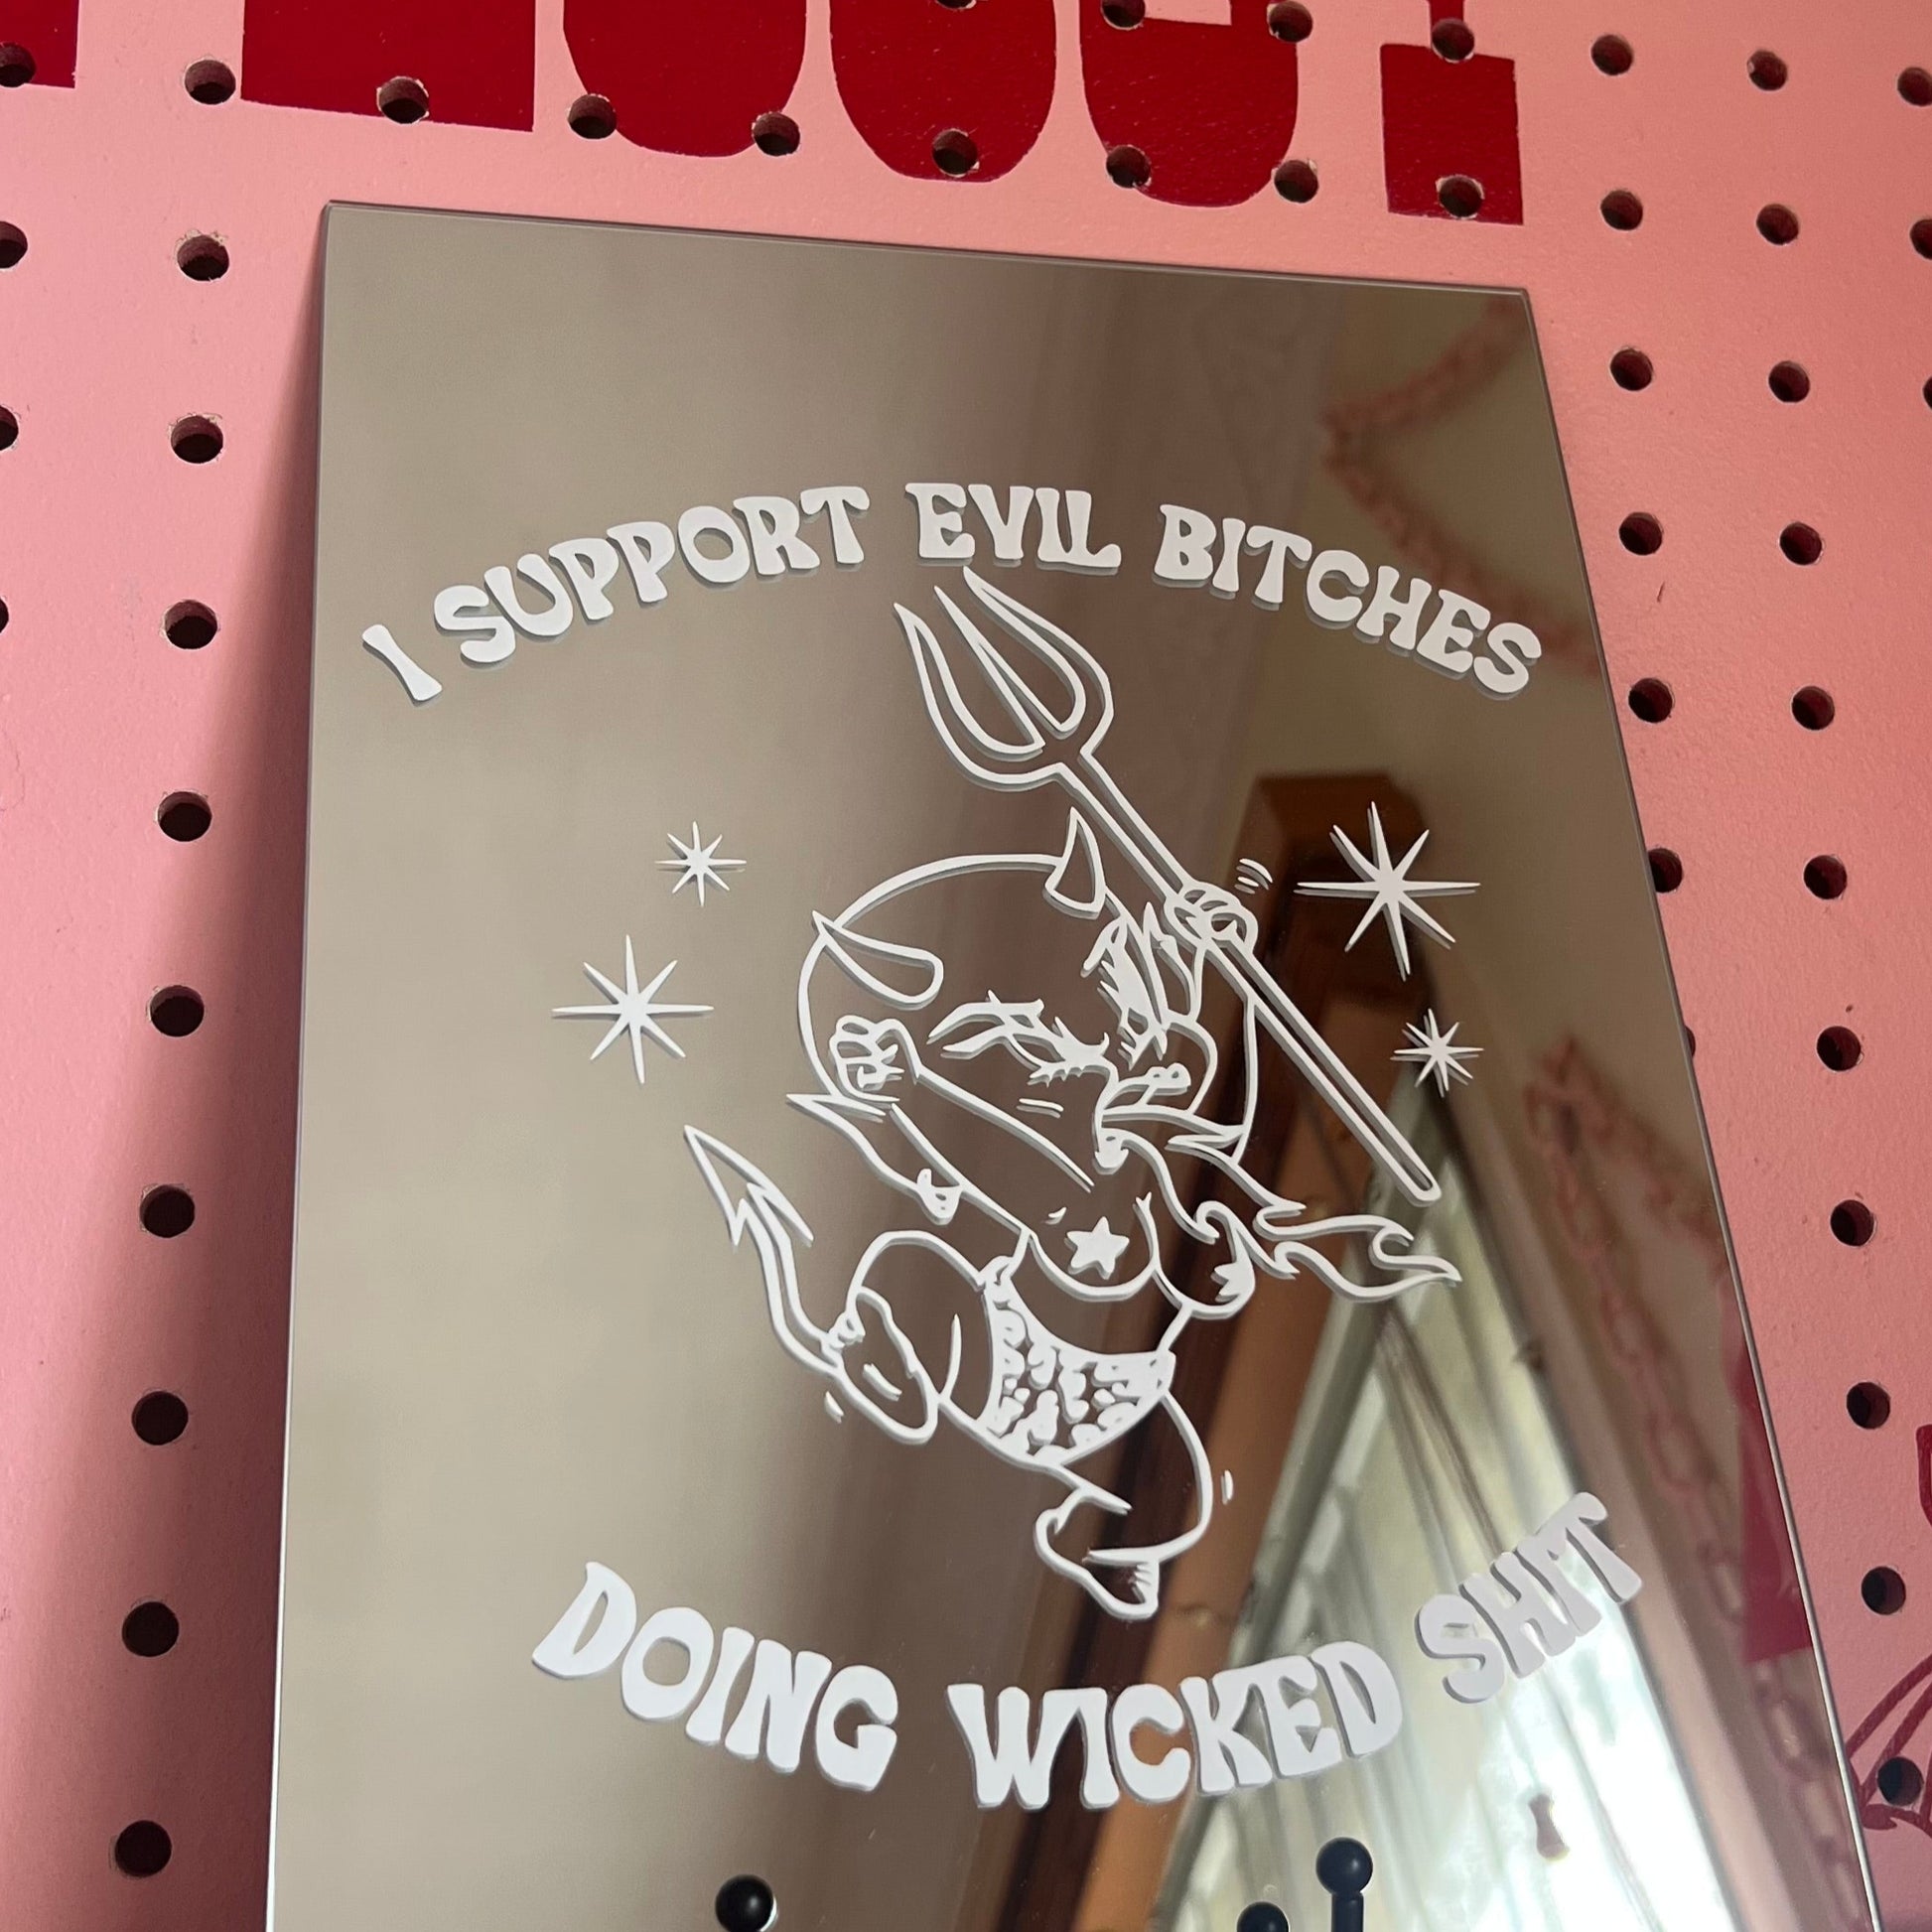 I SUPPORT EVIL BITCHES
DOING WICKED SHIT